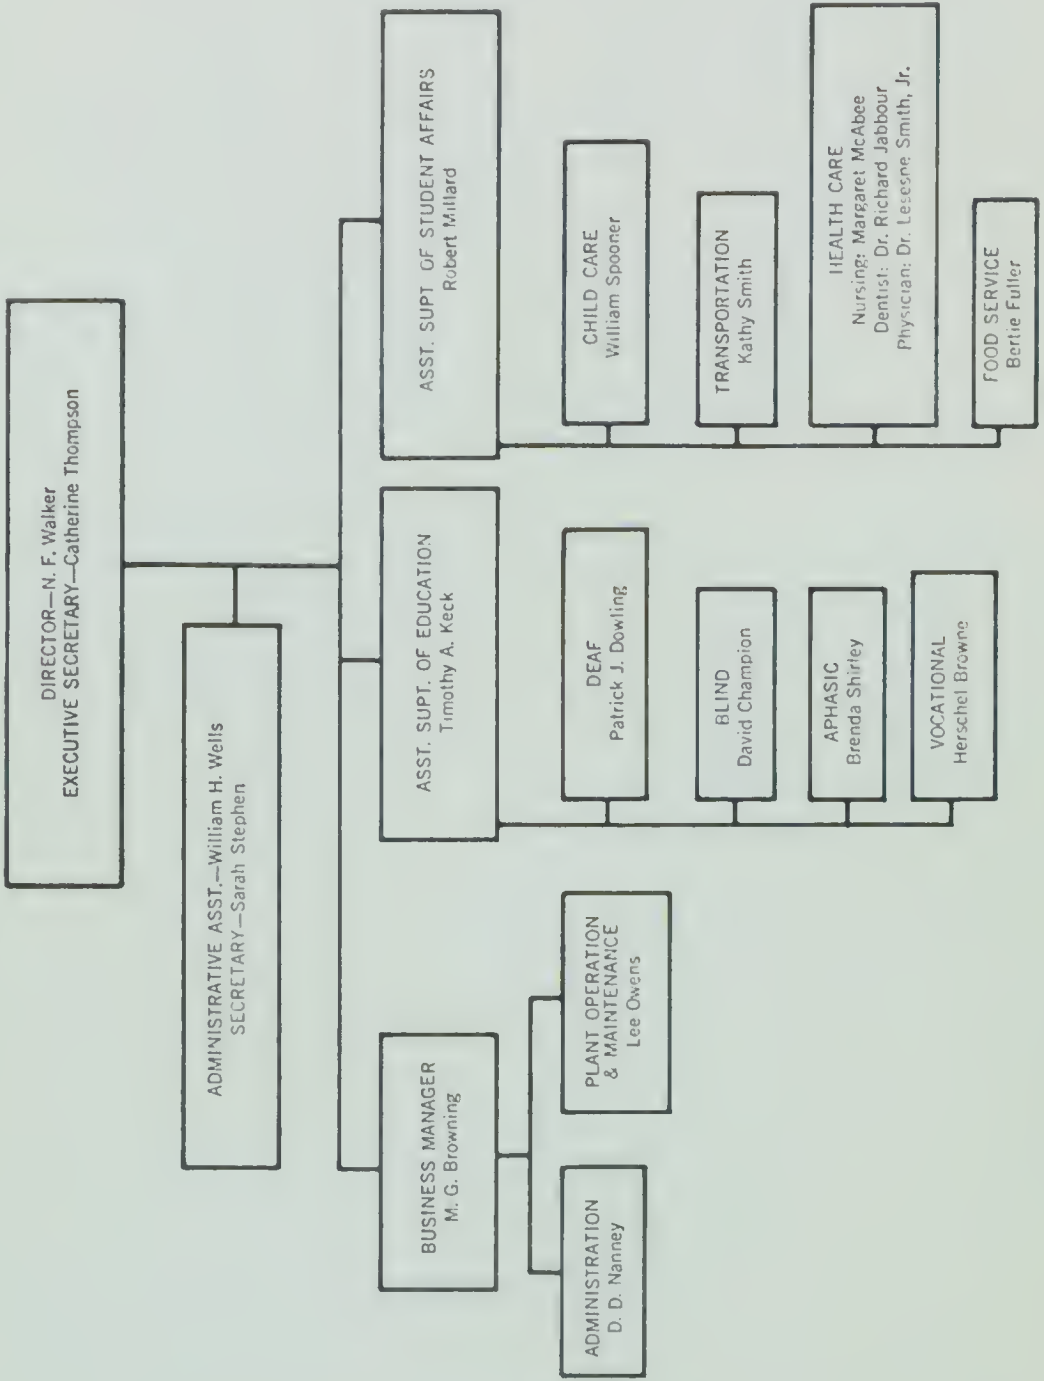 DIRECTOR—N. F. Walker
EXECUTIVE SECRETARY—Catherine Thompson
ADMINISTRATIVE ASST.—William H. Wells
SECRETARY—Sarah Stephen
BUSINESS MANAGER
M. G. Browning
ADMINISTRATION
D. D. Nanney
PLANT OPERATION
& MAINTENANCE
Lee Owens
ASST. SUPT. OF EDUCATION
Timothy A. Keck
DEAF
Patrick J. Dowling
BLIND
David Champion
APHASIC
Brenda Shirley
VOCATIONAL
Herschel Browne
ASST. SUPT OF STUDENT AFFAIRS
Robert Millard
CHILD CARE
William Spooner
TRANSPORTATION
Kathy Smith
HEALTH CARE
Nursing: Margaret McAbee
Dentist: Dr. Richard Jabbour
Physician: Dr. Lesesne Smith, Jr.
FOOD SERVICE
Bertie Fuller